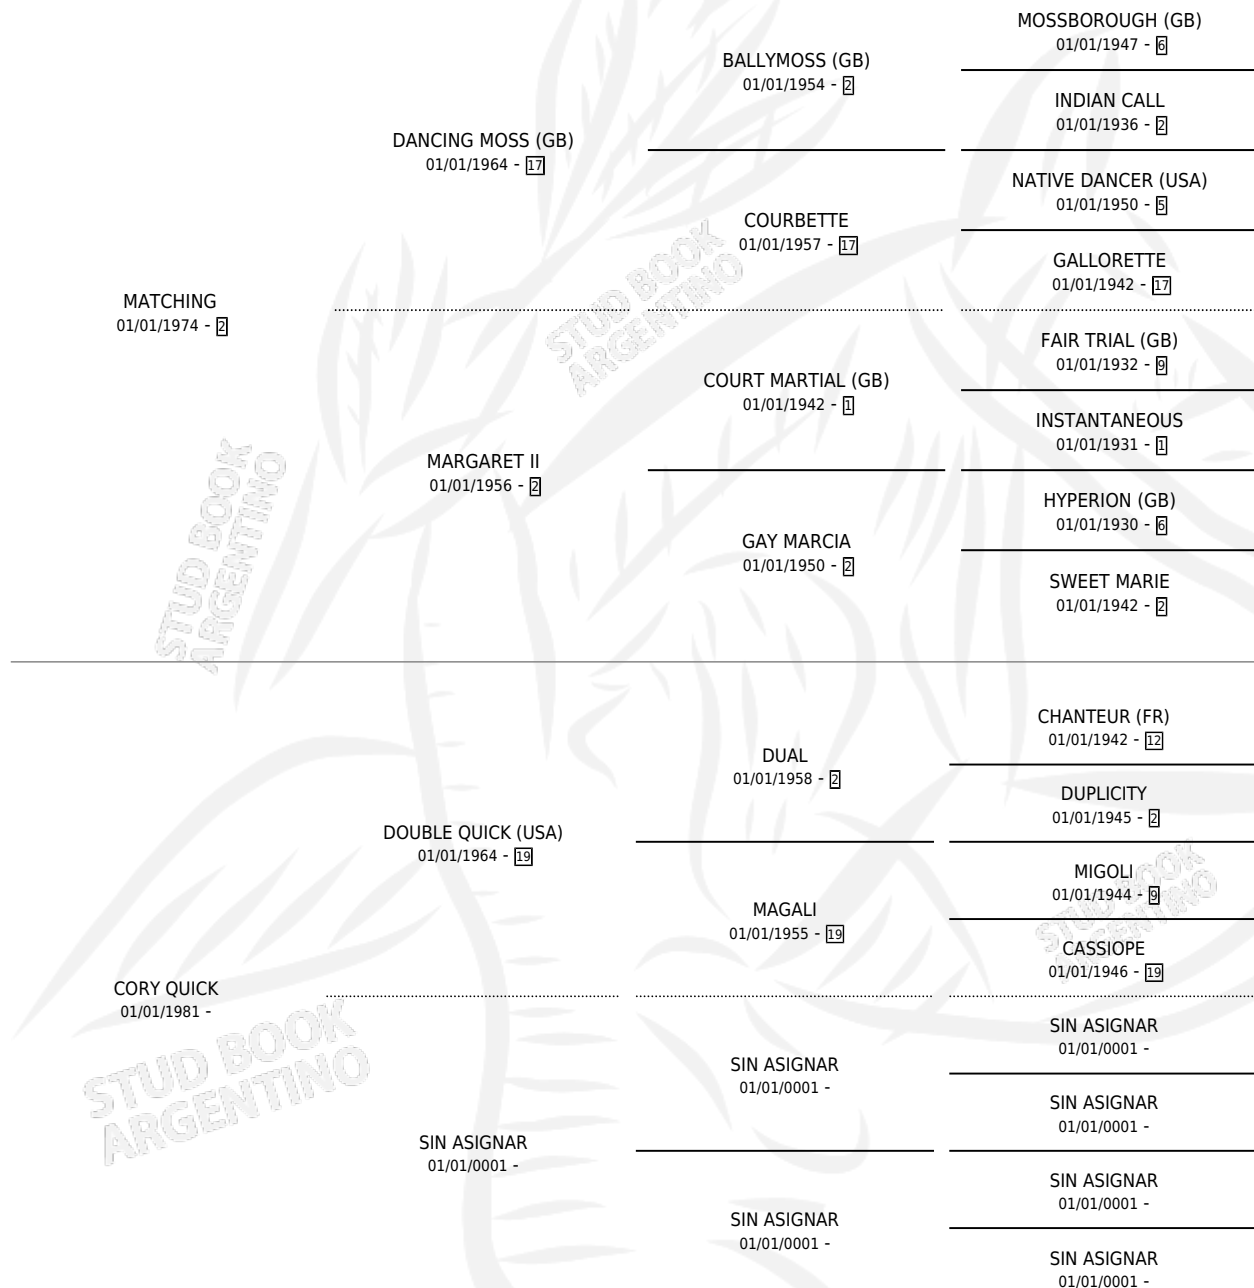 MOSSBOROUGH (GB)
01/01/1947 - 6
BALLYMOSS (GB)
01/01/1954 - 2
INDIAN CALL
01/01/1936 - 2
DANCING MOSS (GB)
01/01/1964 - 17
NATIVE DANCER (USA)
01/01/1950 - 5
COURBETTE
01/01/1957 - 17
GALLORETTE
01/01/1942 - 17
MATCHING
01/01/1974 - 2
FAIR TRIAL (GB)
01/01/1932 - 9
COURT MARTIAL (GB)
01/01/1942 - 1
INSTANTANEOUS
01/01/1931 - 1
MARGARET II
01/01/1956 - 2
HYPERION (GB)
01/01/1930 - 6
GAY MARCIA
01/01/1950 - 2
SWEET MARIE
01/01/1942 - 2
STUD BOOK
ARGENTINO
STUD BOOK
ARGENTINO
CHANTEUR (FR)
01/01/1942 - 12
DUAL
01/01/1958 - 2
DUPLICITY
01/01/1945 - 2
DOUBLE QUICK (USA)
01/01/1964 - 19
MIGOLI
01/01/1944 - 9
MAGALI
01/01/1955 - 19
CASSIOPE
01/01/1946 - 19
STUD BOOK
ARGENTINO
CORY QUICK
01/01/1981 -
SIN ASIGNAR
01/01/0001 -
SIN ASIGNAR
01/01/0001 -
SIN ASIGNAR
01/01/0001 -
SIN ASIGNAR
01/01/0001 -
SIN ASIGNAR
01/01/0001 -
SIN ASIGNAR
01/01/0001 -
SIN ASIGNAR
01/01/0001 -
STUD BOOK
ARGENTINO